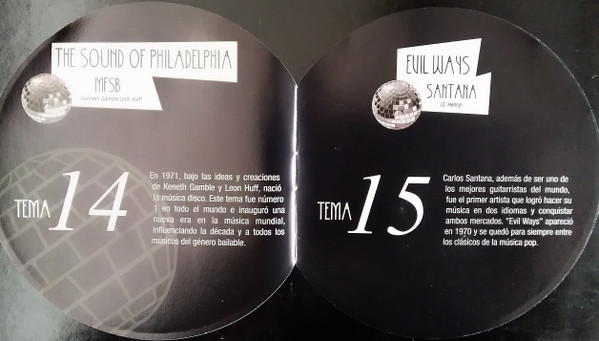 THE SOUND OF PHILADELPHIA
MFSB
(Kenneth Gamble-Leon Huff)
TEMA 14
En 1971, bajo las ideas y creaciones
de Keneth Gamble y Leon Huff, nació
la música disco. Este tema fue número
1 en todo el mundo e inauguró una
nueva era en la música mundial,
influenciando la década y a todos los
músicos del género bailable.
EVIL WAYS
SANTANA
(S. Henry)
TEMA 15
Carlos Santana, además de ser uno de
los mejores guitarristas del mundo,
fue el primer artista que logró hacer su
música en dos idiomas y conquistar
ambos mercados. "Evil Ways" apareció
en 1970 y se quedó para siempre entre
los clásicos de la música pop.